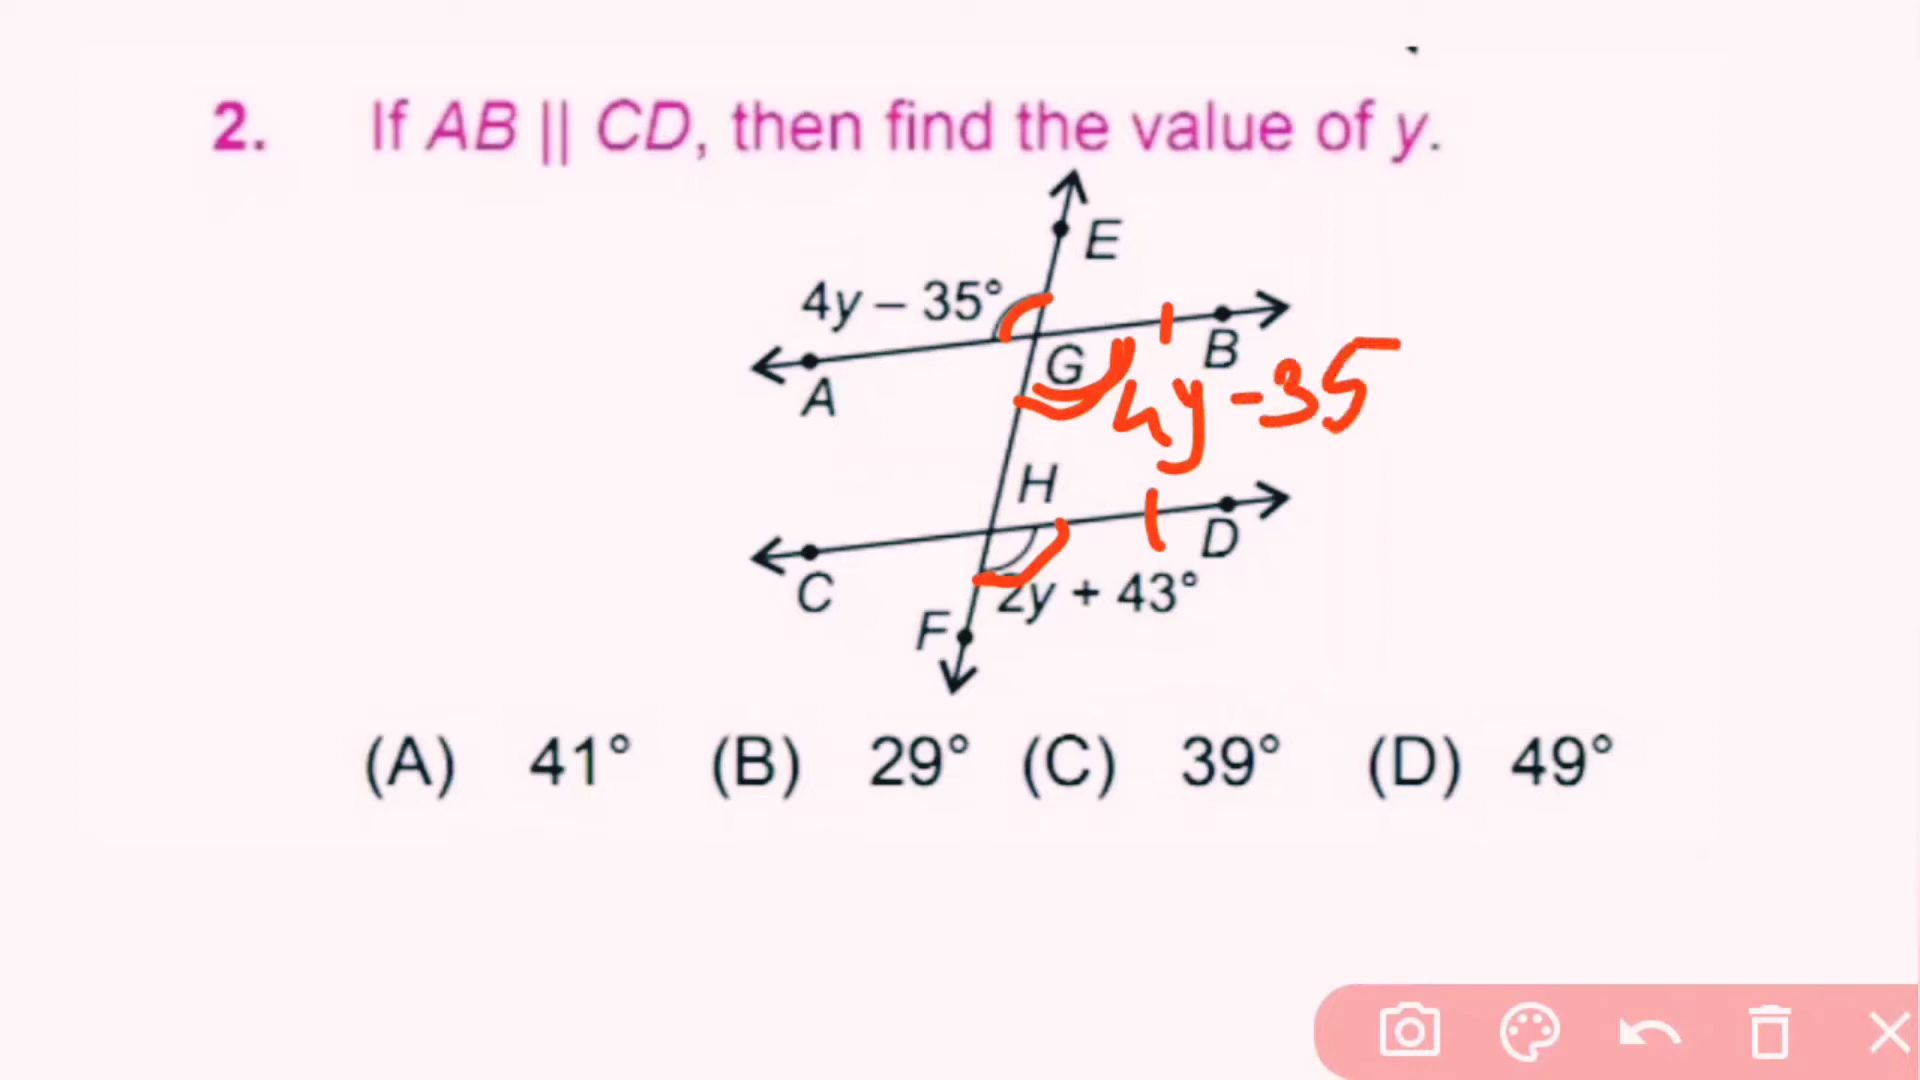 2. If AB || CD, then find the value of y.
E
4y – 35°
B
G
A
4y-35
H
D
C
2y + 43°
F
(A) 41° (B) 29° (C) 39° (D) 49°